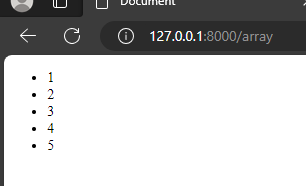 Document
127.0.0.1:8000/array
• 1
• 2
• 3
• 4
• 5